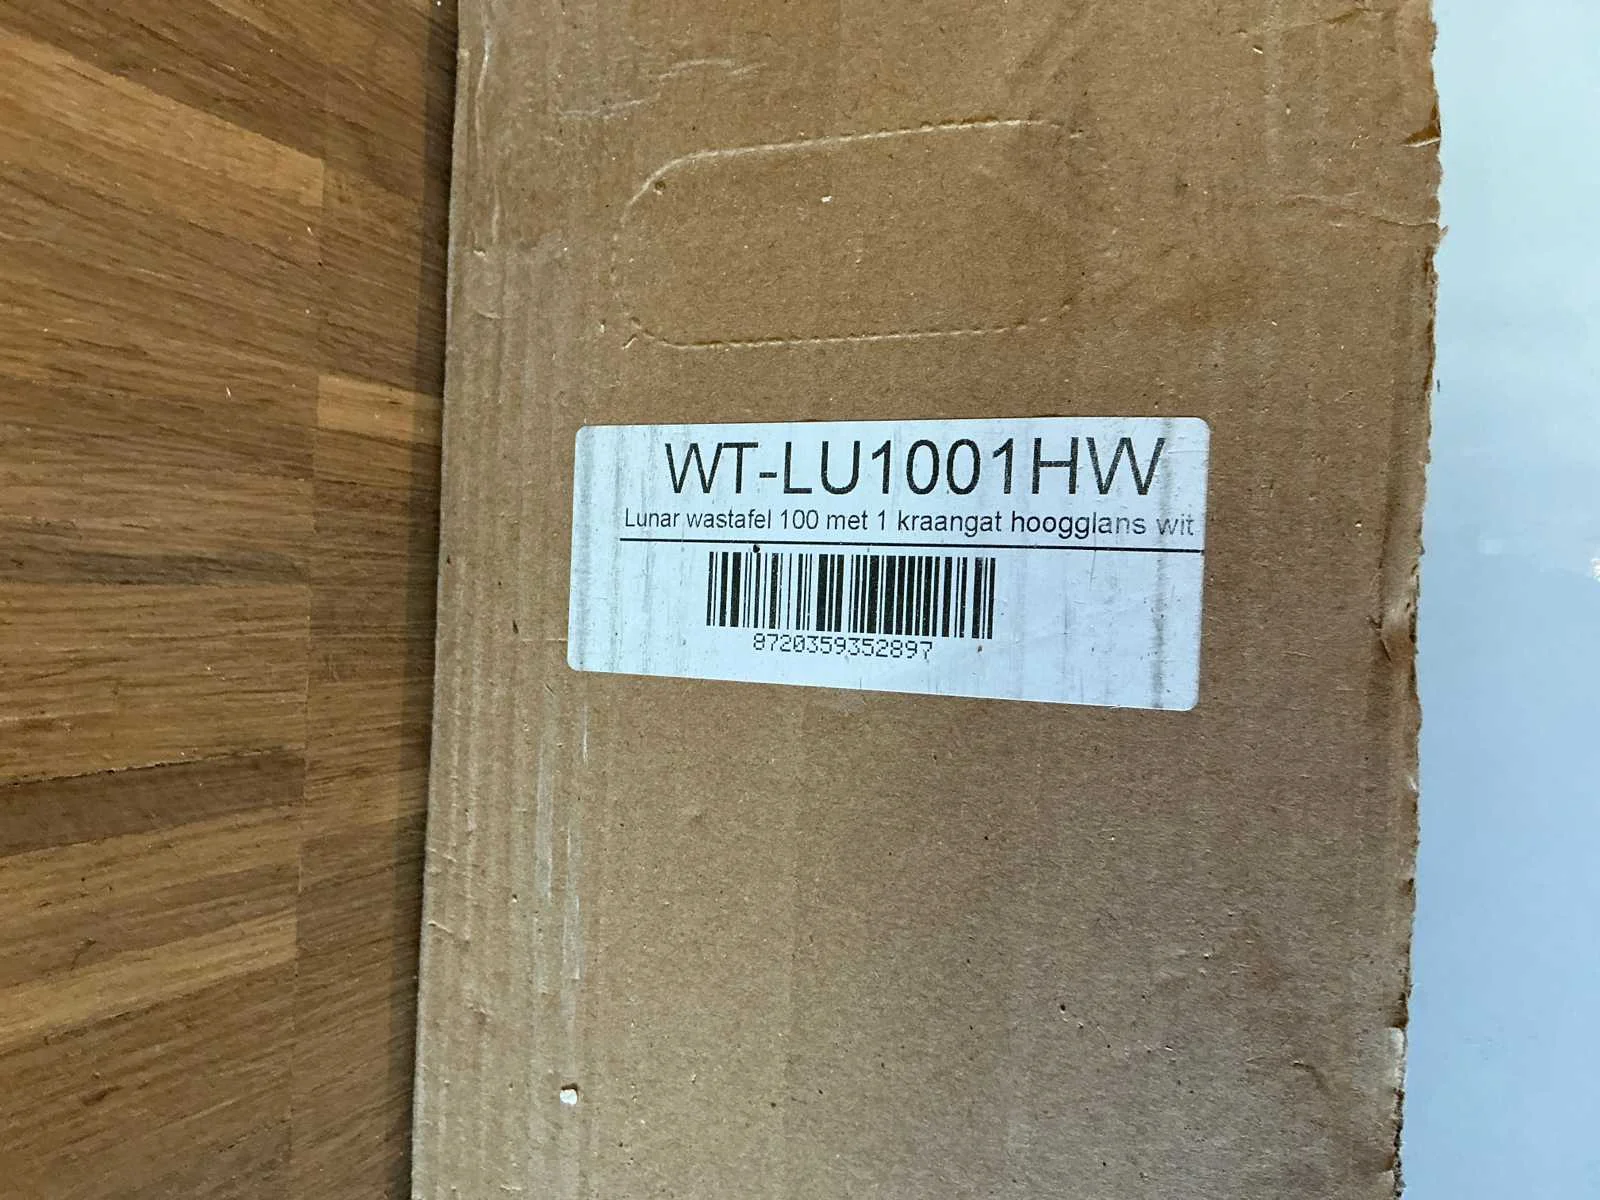 WT-LU1001HW
Lunar wastafel 100 met 1 kraangat hoogglans wit
8720359352897